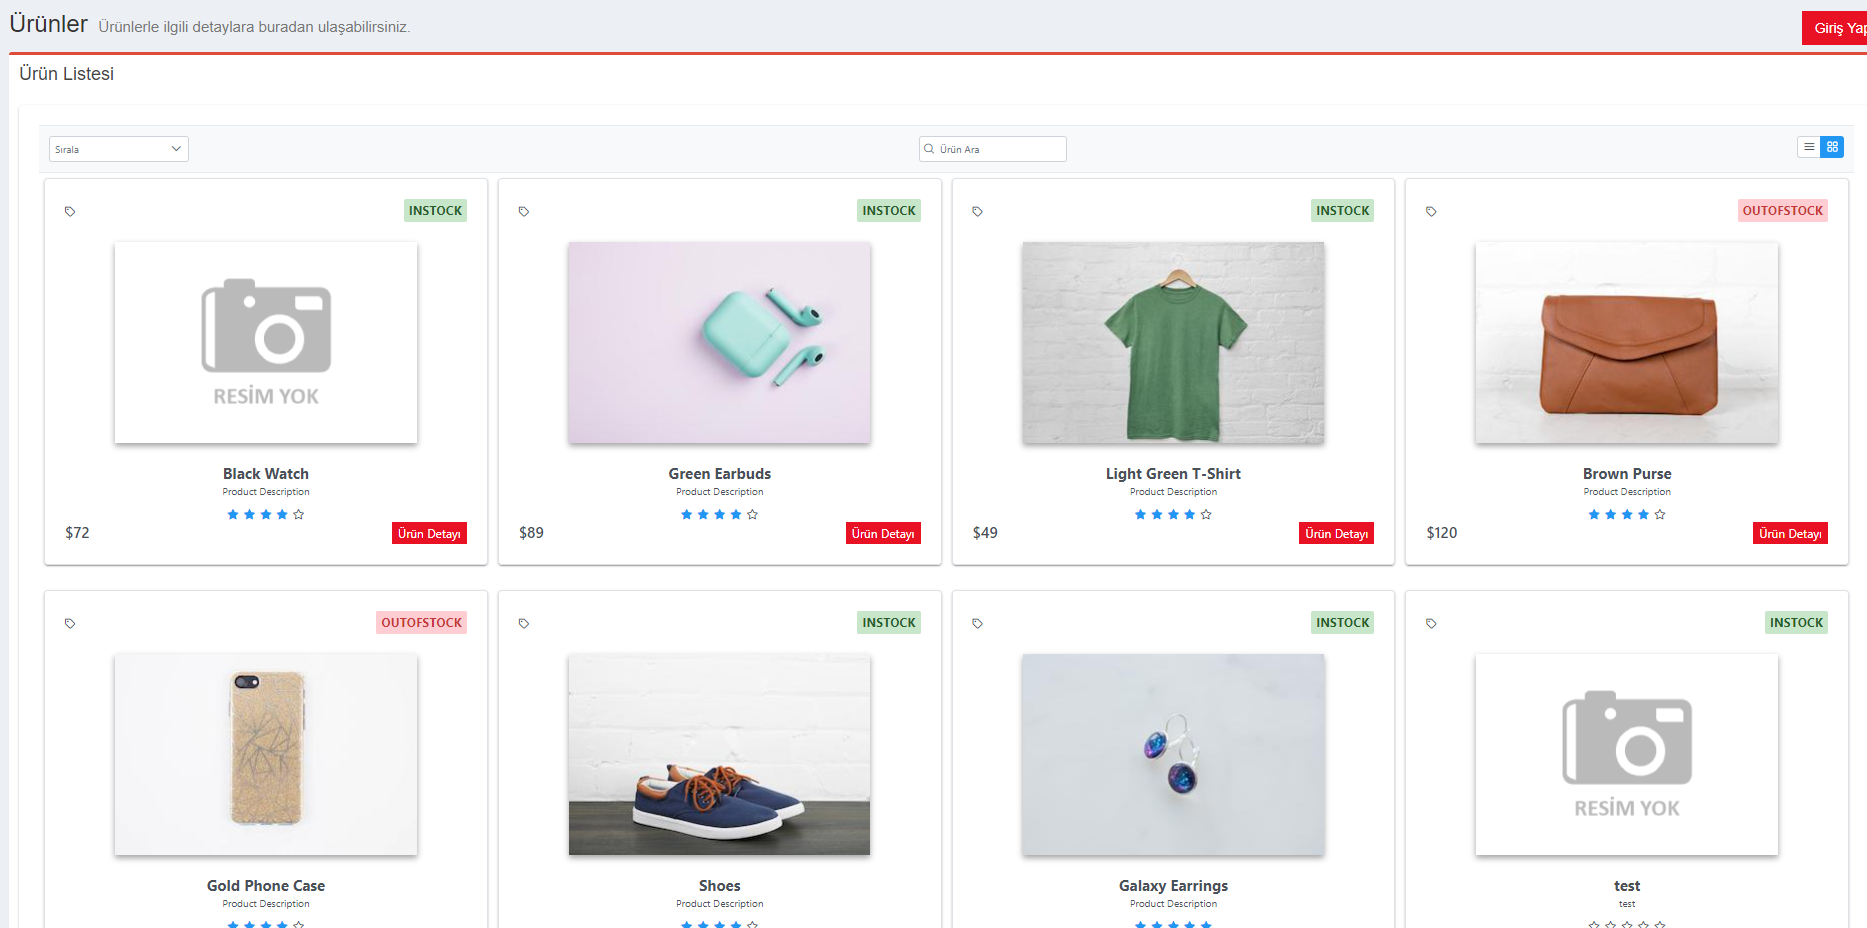 Ürünler Ürünlerle ilgili detaylara buradan ulaşabilirsiniz.
Giriş Yap
Ürün Listesi
Sırala
Ürün Ara
INSTOCK
INSTOCK
INSTOCK
OUTOFSTOCK
RESİM YOK
Black Watch
Product Description
$72
Ürün Detayı
Green Earbuds
Product Description
$89
Ürün Detayı
Light Green T-Shirt
Product Description
$49
Ürün Detayı
Brown Purse
Product Description
$120
Ürün Detayı
OUTOFSTOCK
INSTOCK
INSTOCK
INSTOCK
RESİM YOK
Gold Phone Case
Product Description
Shoes
Product Description
Galaxy Earrings
Product Description
test
test